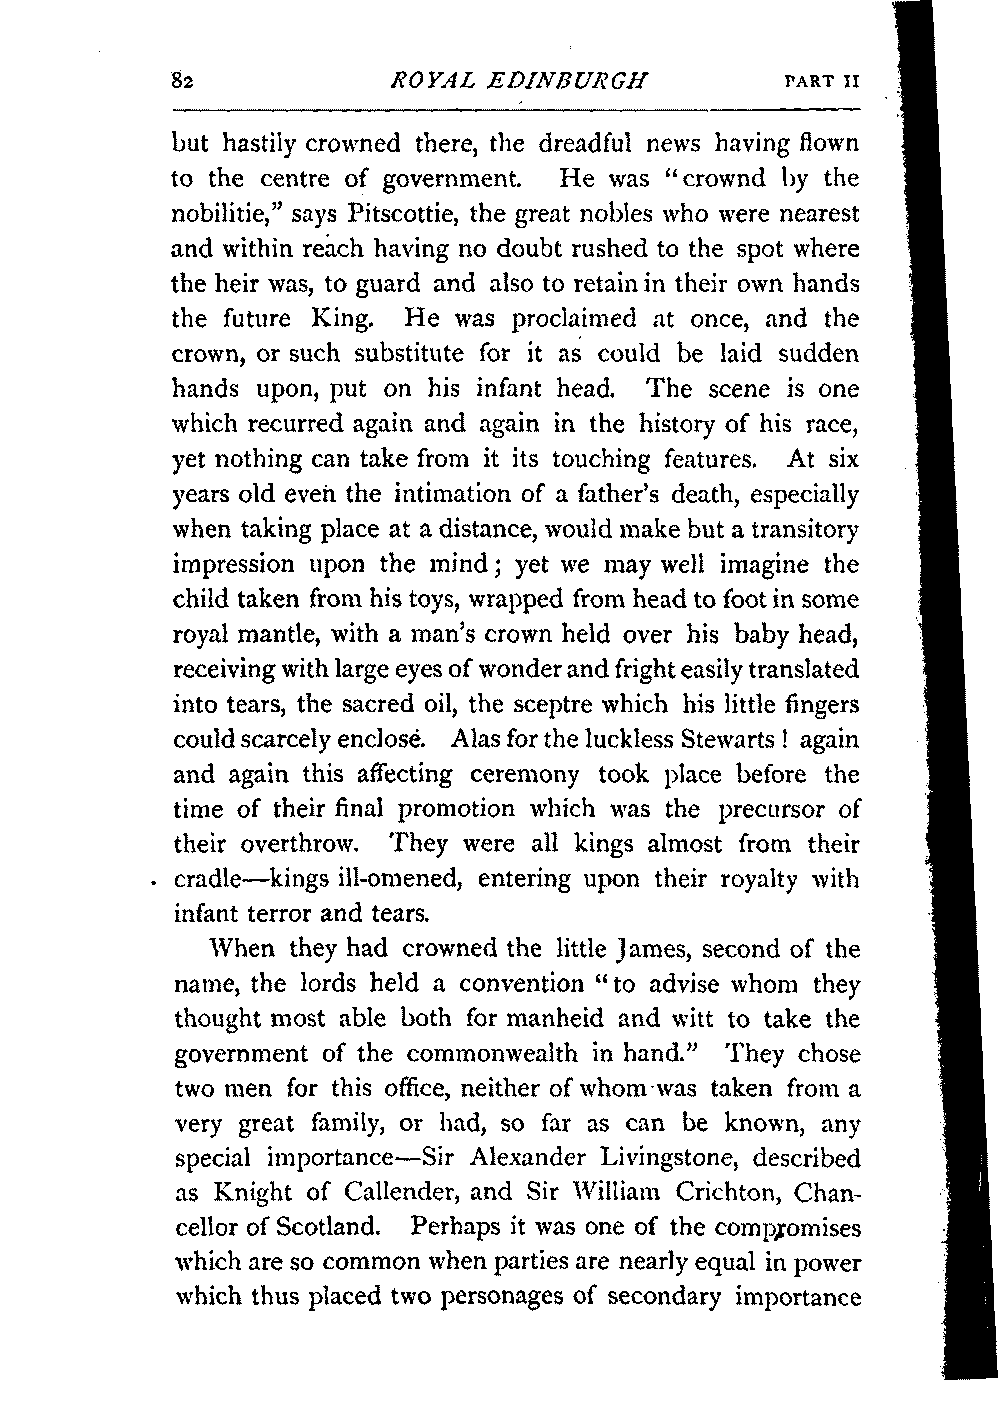 82 ROYAL EDINBURGH PART II
but hastily crowned there, the dreadful news having flown
to the centre of government. He was “crownd by the
nobilitie,” says Pitscottie, the great nobles who were nearest
and within reach having no doubt rushed to the spot where
the heir was, to guard and also to retain in their own hands
the future King. He was proclaimed at once, and the
crown, or such substitute for it as could be laid sudden
hands upon, put on his infant head. The scene is one
which recurred again and again in the history of his race,
yet nothing can take from it its touching features. At six
years old even the intimation of a father’s death, especially
when taking place at a distance, would make but a transitory
impression upon the mind; yet we may well imagine the
child taken from his toys, wrapped from head to foot in some
royal mantle, with a man’s crown held over his baby head,
receiving with large eyes of wonder and fright easily translated
into tears, the sacred oil, the sceptre which his little fingers
could scarcely enclose. Alas for the luckless Stewarts! again
and again this affecting ceremony took place before the
time of their final promotion which was the precursor of
their overthrow. They were all kings almost from their
cradle—kings ill-omened, entering upon their royalty with
infant terror and tears.
When they had crowned the little James, second of the
name, the lords held a convention “to advise whom they
thought most able both for manheid and witt to take the
government of the commonwealth in hand.” They chose
two men for this office, neither of whom was taken from a
very great family, or had, so far as can be known, any
special importance—Sir Alexander Livingstone, described
as Knight of Callender, and Sir William Crichton, Chan-
cellor of Scotland. Perhaps it was one of the compromises
which are so common when parties are nearly equal in power
which thus placed two personages of secondary importance